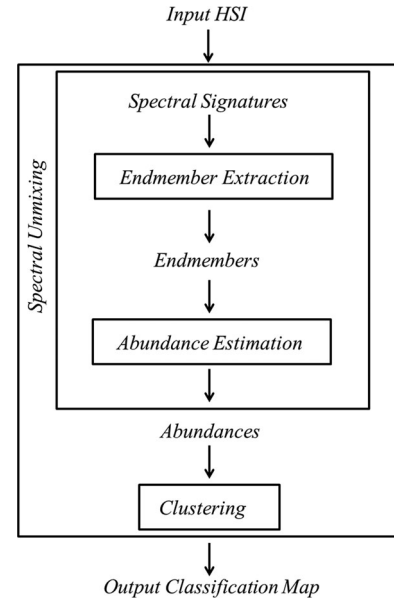 Input HSI
Spectral Unmixing
Spectral Signatures
Endmember Extraction
Endmembers
Abundance Estimation
Abundances
Clustering
Output Classification Map